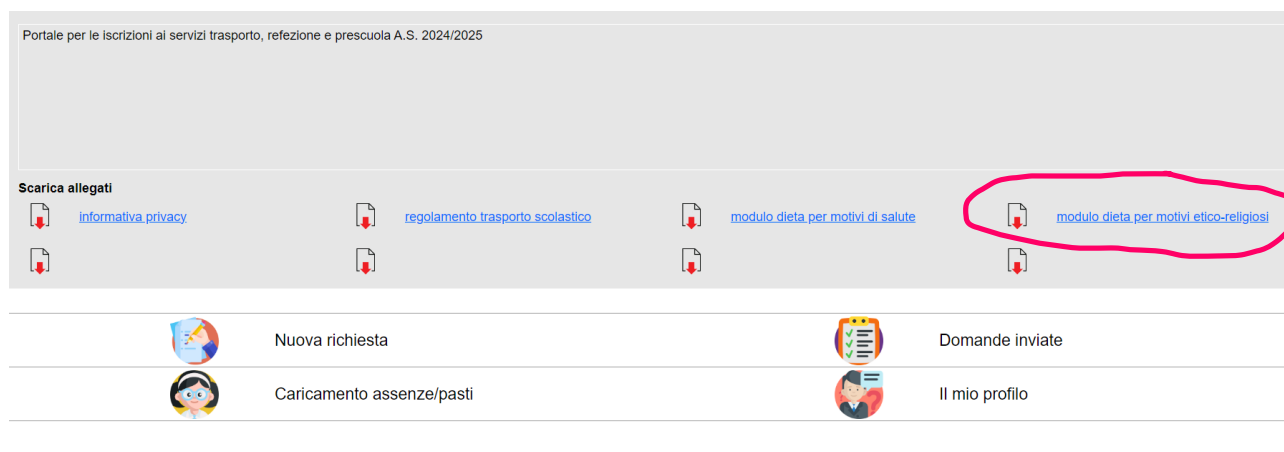 Portale per le iscrizioni ai servizi trasporto, refezione e prescuola A.S. 2024/2025
Scarica allegati
informativa privacy
regolamento trasporto scolastico
modulo dieta per motivi di salute
modulo dieta per motivi etico-religiosi
Nuova richiesta
Domande inviate
Caricamento assenze/pasti
Il mio profilo